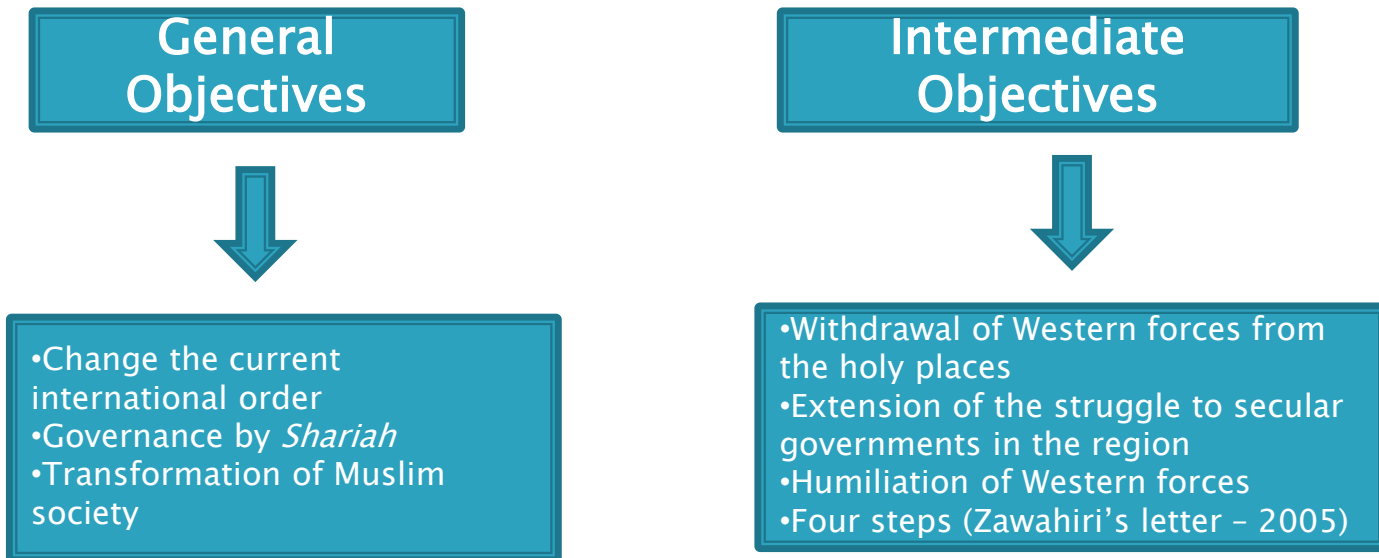 General
Objectives
•Change the current
international order
•Governance by Shariah
•Transformation of Muslim
society
Intermediate
Objectives
•Withdrawal of Western forces from
the holy places
•Extension of the struggle to secular
governments in the region
•Humiliation of Western forces
•Four steps (Zawahiri’s letter – 2005)